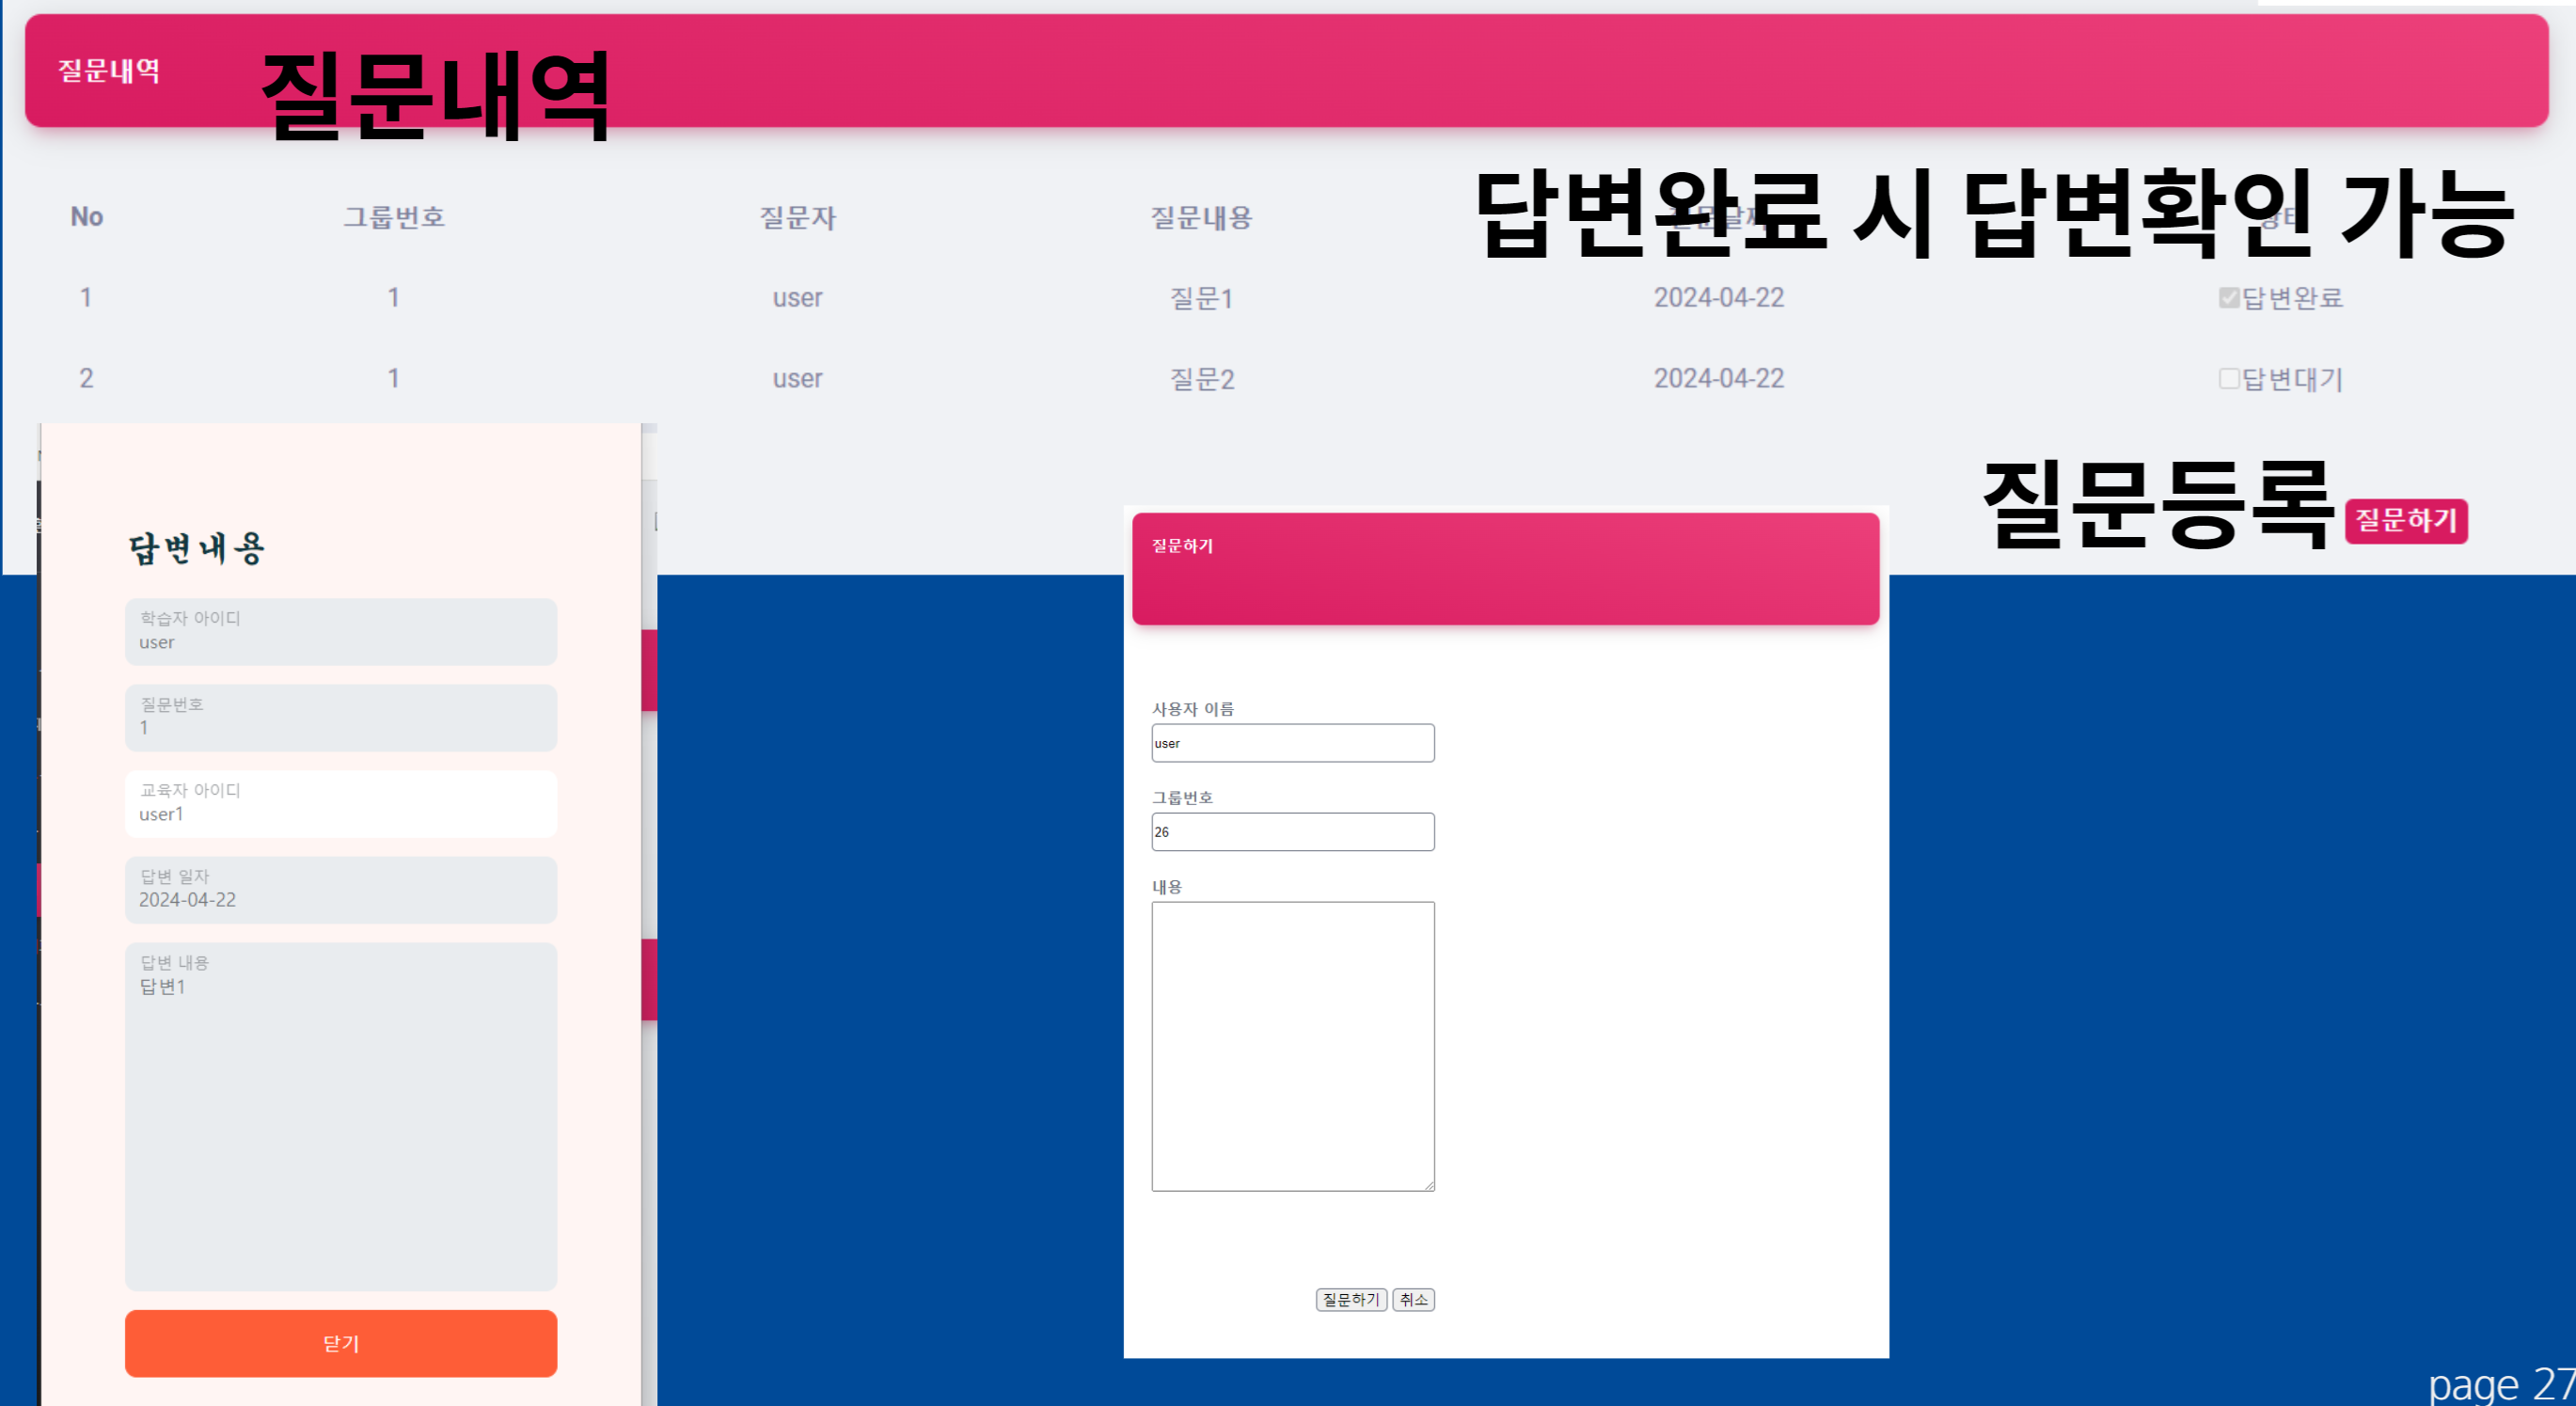 질문내역
질문내역
답변완료 시 답변확인 가능
No 그룹번호 질문자 질문내용
1 1 user 질문1 2024-04-22 답변완료
2 1 user 질문2 2024-04-22 답변대기
질문등록
질문하기
답변내용
학습자 아이디
user
질문번호
1
교육자 아이디
user1
답변 일자
2024-04-22
답변 내용
답변1
닫기
질문하기
사용자 이름
user
그룹번호
26
내용
질문하기 취소
page 27